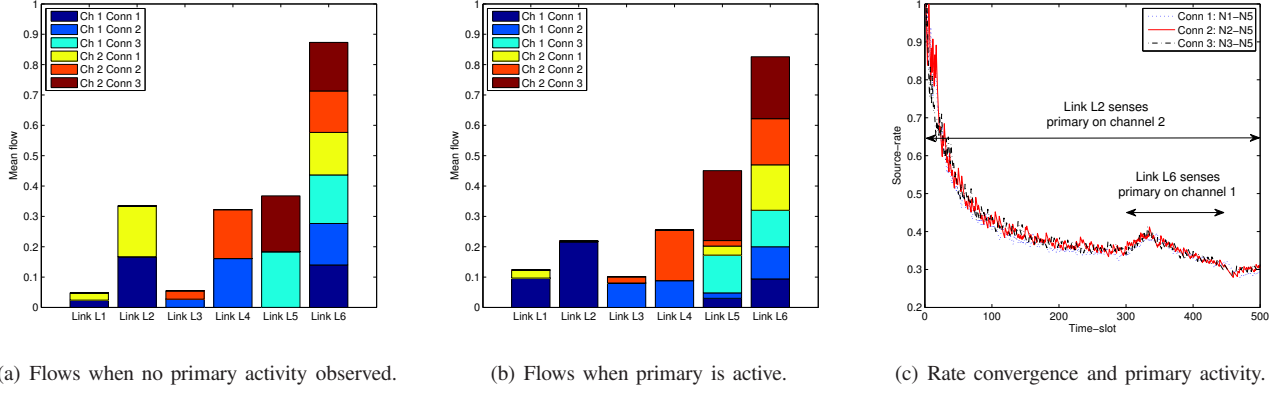 1
0.9
0.8
0.7
0.6
0.5
0.4
0.3
0.2
0.1
0
Mean flow
Ch 1 Conn 1
Ch 1 Conn 2
Ch 1 Conn 3
Ch 2 Conn 1
Ch 2 Conn 2
Ch 2 Conn 3
Link L1 Link L2 Link L3 Link L4 Link L5 Link L6
(a) Flows when no primary activity observed.
1
0.9
0.8
0.7
0.6
0.5
0.4
0.3
0.2
0.1
0
Mean flow
Ch 1 Conn 1
Ch 1 Conn 2
Ch 1 Conn 3
Ch 2 Conn 1
Ch 2 Conn 2
Ch 2 Conn 3
Link L1 Link L2 Link L3 Link L4 Link L5 Link L6
(b) Flows when primary is active.
1
0.9
0.8
0.7
0.6
0.5
0.4
0.3
0.2
Source−rate
Conn 1: N1−N5
Conn 2: N2−N5
Conn 3: N3−N5
Link L2 senses
primary on channel 2
Link L6 senses
primary on channel 1
0 100 200 300 400 500
Time−slot
(c) Rate convergence and primary activity.